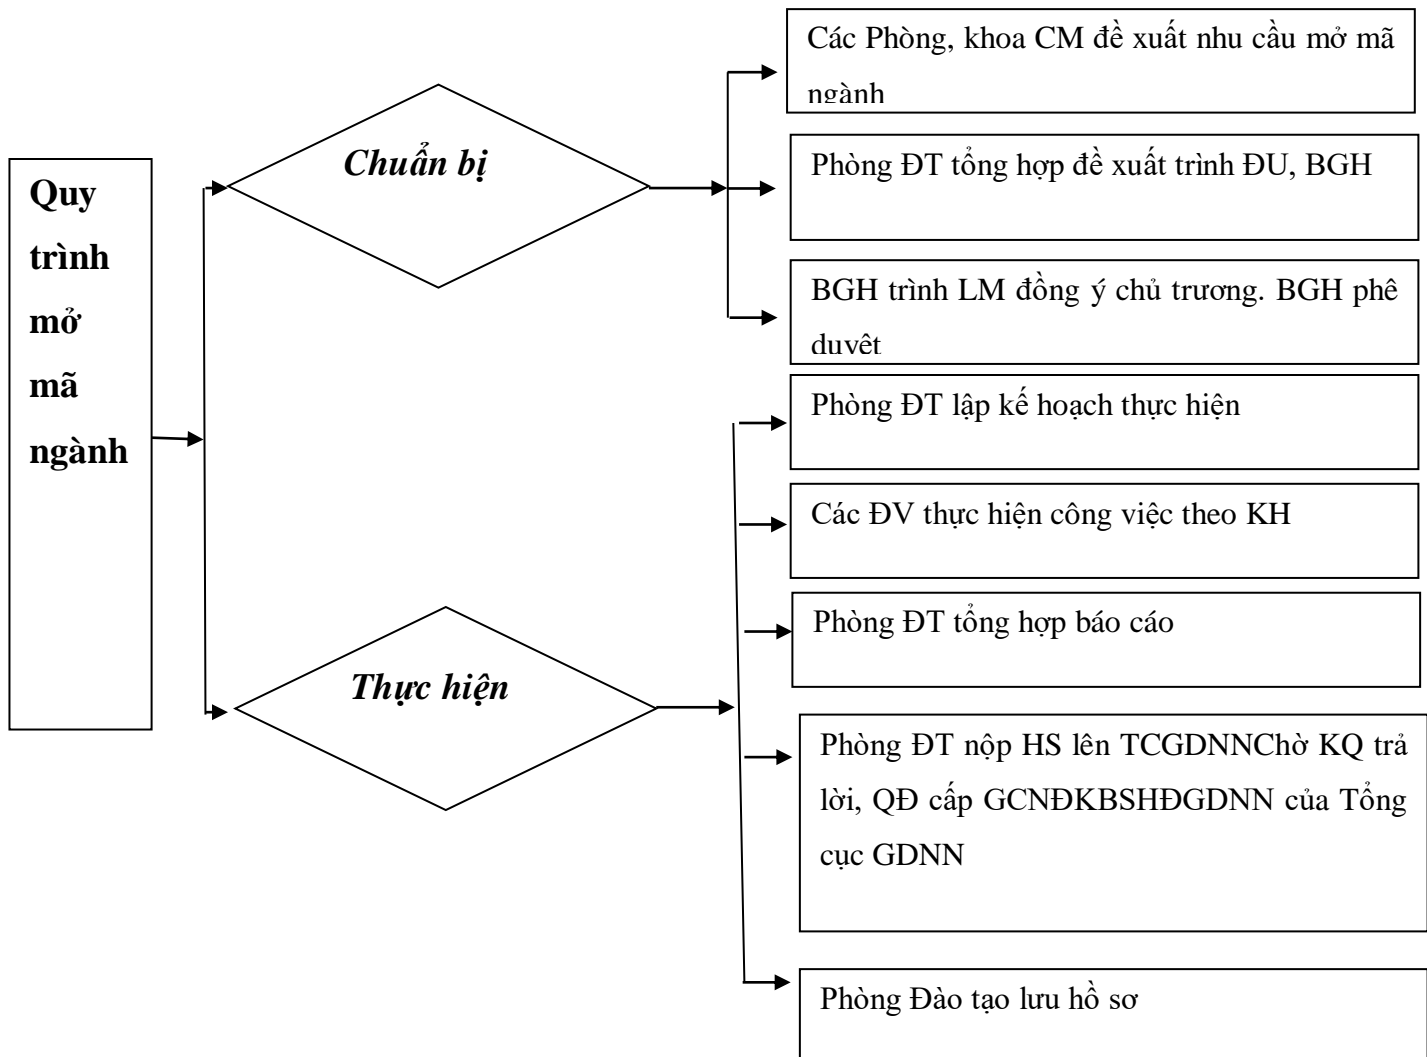 Quy
trình
mở
mã
ngành
Chuẩn bị
Các Phòng, khoa CM đề xuất nhu cầu mở mã
ngành
Phòng ĐT tổng hợp đề xuất trình ĐU, BGH
BGH trình LM đồng ý chủ trương. BGH phê
duyệt
Thực hiện
Phòng ĐT lập kế hoạch thực hiện
Các ĐV thực hiện công việc theo KH
Phòng ĐT tổng hợp báo cáo
Phòng ĐT nộp HS lên TCGDNNChờ KQ trả
lời, QĐ cấp GCNĐKBSHĐGDNN của Tổng
cục GDNN
Phòng Đào tạo lưu hồ sơ